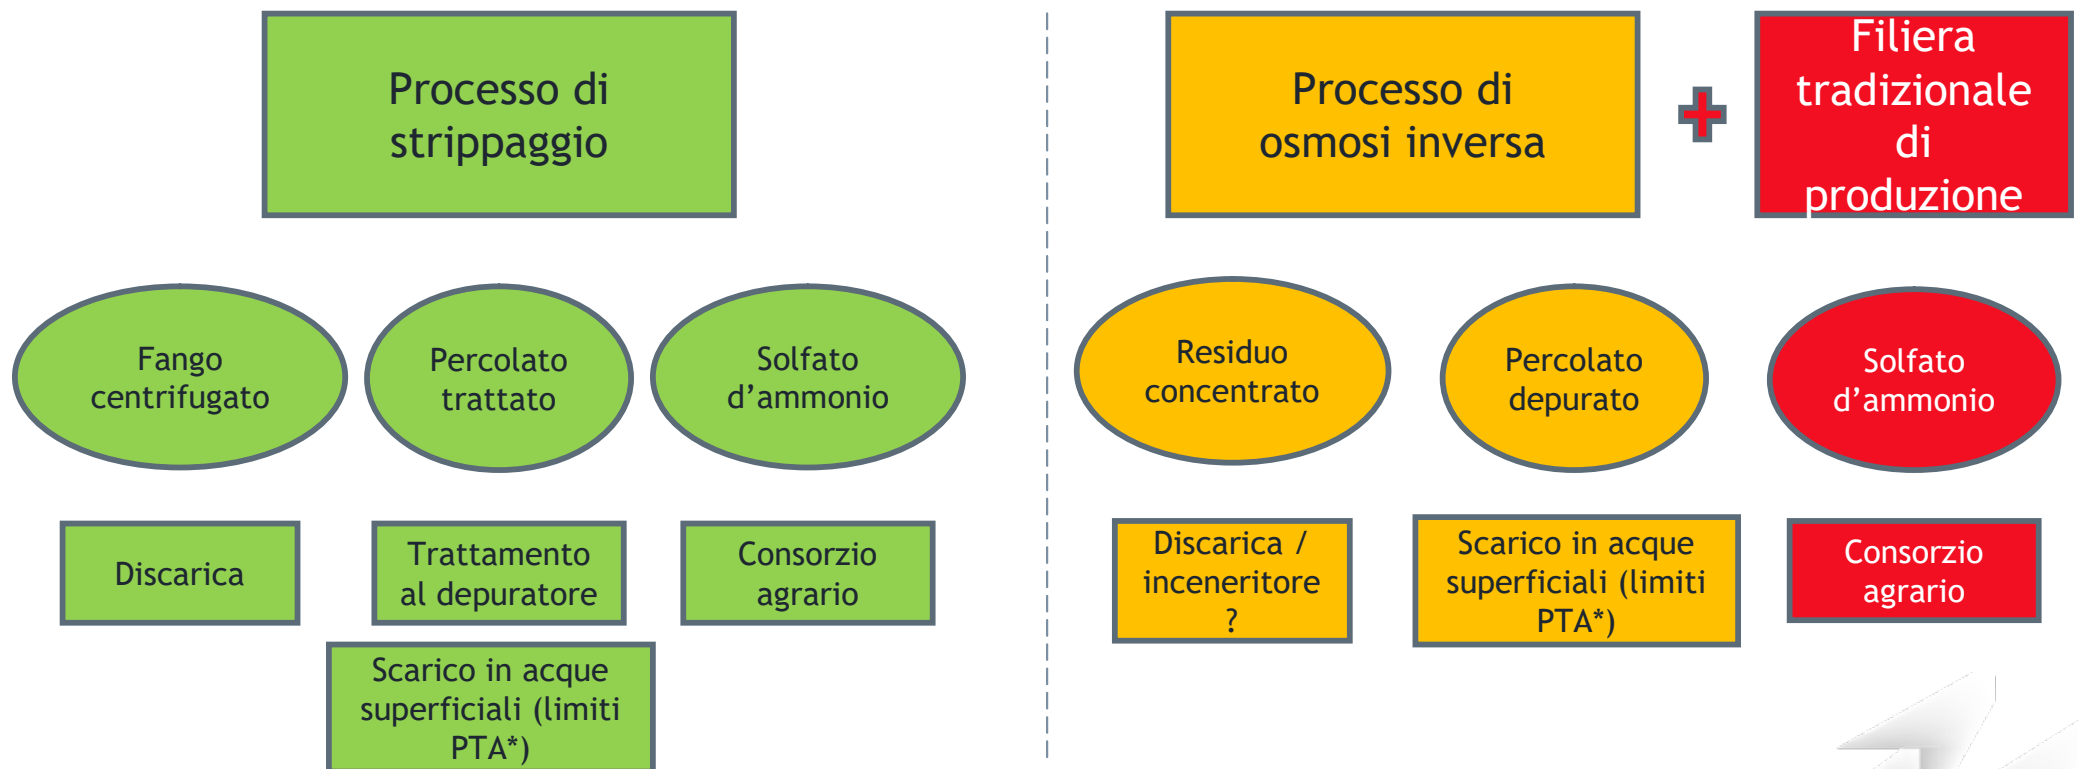 Processo di
strippaggio
Processo di
osmosi inversa
Filiera
tradizionale
di
produzione
Fango
centrifugato
Percolato
trattato
Solfato
d’ammonio
Residuo
concentrato
Percolato
depurato
Solfato
d’ammonio
Discarica
Trattamento
al depuratore
Consorzio
agrario
Discarica /
inceneritore
?
Scarico in acque
superficiali (limiti
PTA*)
Consorzio
agrario
Scarico in acque
superficiali (limiti
PTA*)